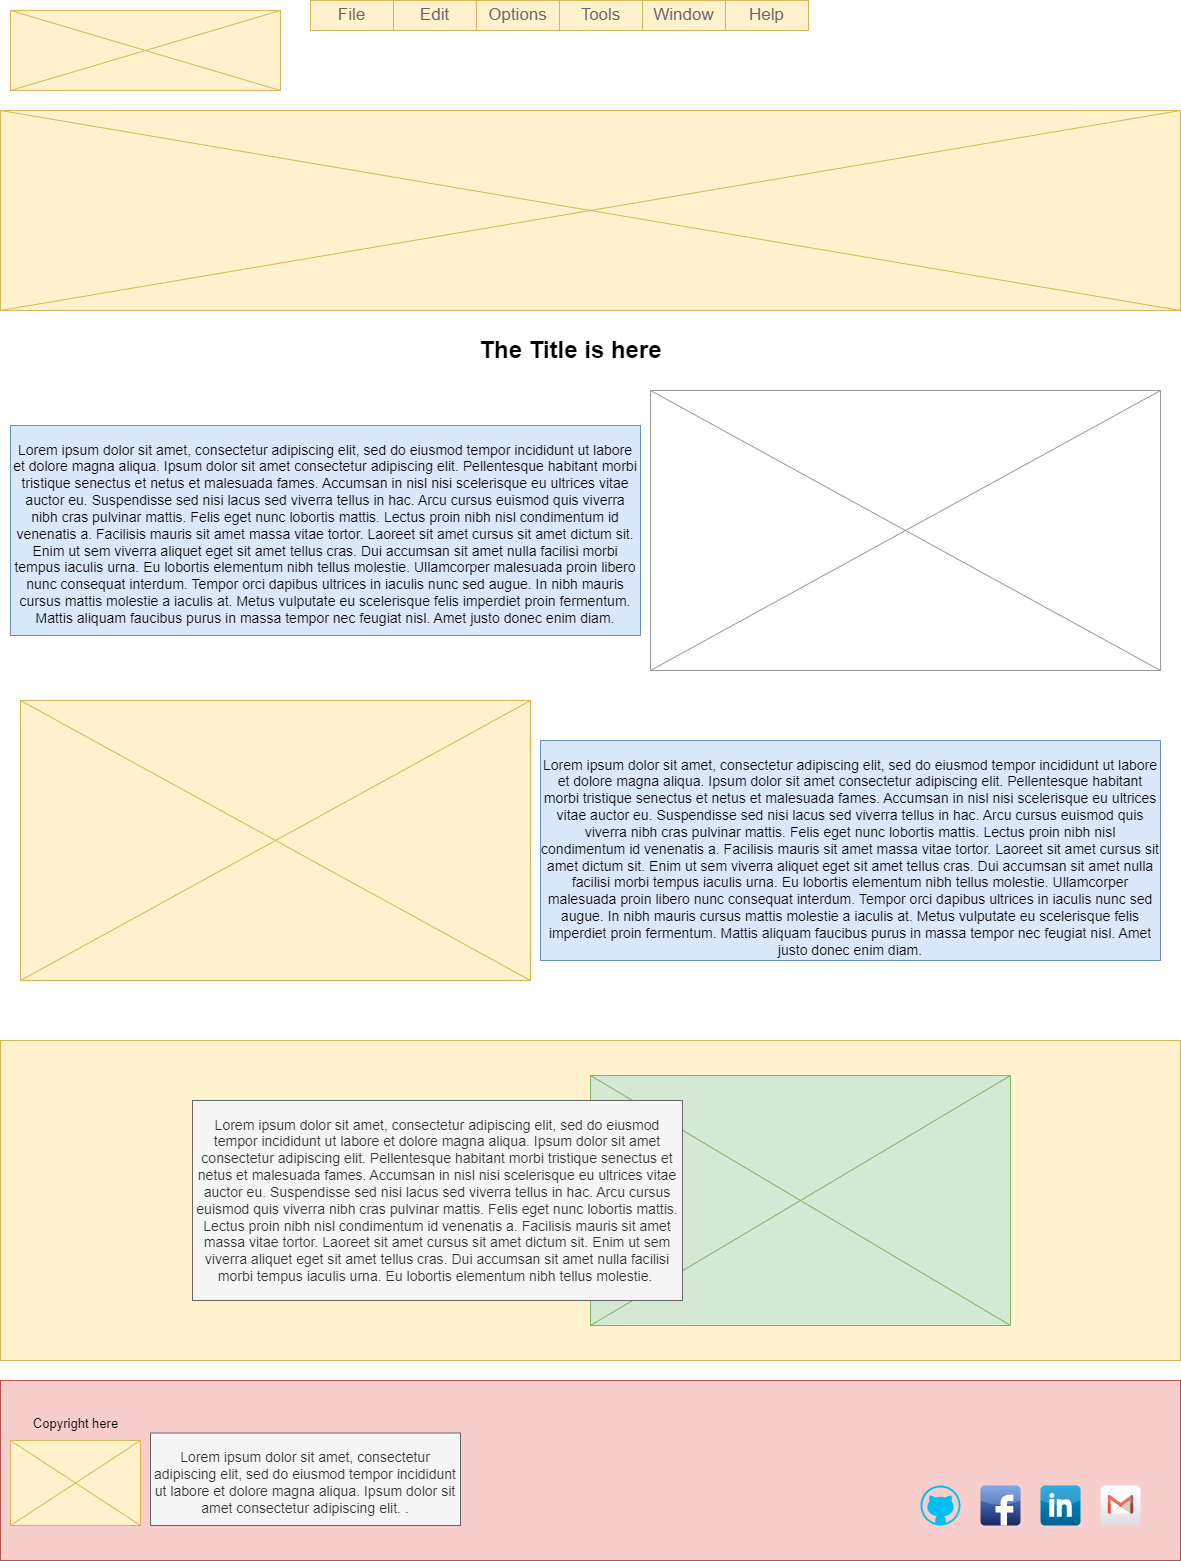 File Edit Options Tools Window Help
The Title is here
Lorem ipsum dolor sit amet, consectetur adipiscing elit, sed do eiusmod tempor incididunt ut labore
et dolore magna aliqua. Ipsum dolor sit amet consectetur adipiscing elit. Pellentesque habitant morbi
tristique senectus et netus et malesuada fames. Accumsan in nisl nisi scelerisque eu ultrices vitae
auctor eu. Suspendisse sed nisi lacus sed viverra tellus in hac. Arcu cursus euismod quis viverra
nibh cras pulvinar mattis. Felis eget nunc lobortis mattis. Lectus proin nibh nisl condimentum id
venenatis a. Facilisis mauris sit amet massa vitae tortor. Laoreet sit amet cursus sit amet dictum sit.
Enim ut sem viverra aliquet eget sit amet tellus cras. Dui accumsan sit amet nulla facilisi morbi
tempus iaculis urna. Eu lobortis elementum nibh tellus molestie. Ullamcorper malesuada proin libero
nunc consequat interdum. Tempor orci dapibus ultrices in iaculis nunc sed augue. In nibh mauris
cursus mattis molestie a iaculis at. Metus vulputate eu scelerisque felis imperdiet proin fermentum.
Mattis aliquam faucibus purus in massa tempor nec feugiat nisl. Amet justo donec enim diam.
Lorem ipsum dolor sit amet, consectetur adipiscing elit, sed do eiusmod tempor incididunt ut labore
et dolore magna aliqua. Ipsum dolor sit amet consectetur adipiscing elit. Pellentesque habitant
morbi tristique senectus et netus et malesuada fames. Accumsan in nisl nisi scelerisque eu ultrices
vitae auctor eu. Suspendisse sed nisi lacus sed viverra tellus in hac. Arcu cursus euismod quis
viverra nibh cras pulvinar mattis. Felis eget nunc lobortis mattis. Lectus proin nibh nisl
condimentum id venenatis a. Facilisis mauris sit amet massa vitae tortor. Laoreet sit amet cursus sit
amet dictum sit. Enim ut sem viverra aliquet eget sit amet tellus cras. Dui accumsan sit amet nulla
facilisi morbi tempus iaculis urna. Eu lobortis elementum nibh tellus molestie. Ullamcorper
malesuada proin libero nunc consequat interdum. Tempor orci dapibus ultrices in iaculis nunc sed
augue. In nibh mauris cursus mattis molestie a iaculis at. Metus vulputate eu scelerisque felis
imperdiet proin fermentum. Mattis aliquam faucibus purus in massa tempor nec feugiat nisl. Amet
justo donec enim diam.
Lorem ipsum dolor sit amet, consectetur adipiscing elit, sed do eiusmod
tempor incididunt ut labore et dolore magna aliqua. Ipsum dolor sit amet
consectetur adipiscing elit. Pellentesque habitant morbi tristique senectus et
netus et malesuada fames. Accumsan in nisl nisi scelerisque eu ultrices vitae
auctor eu. Suspendisse sed nisi lacus sed viverra tellus in hac. Arcu cursus
euismod quis viverra nibh cras pulvinar mattis. Felis eget nunc lobortis mattis.
Lectus proin nibh nisl condimentum id venenatis a. Facilisis mauris sit amet
massa vitae tortor. Laoreet sit amet cursus sit amet dictum sit. Enim ut sem
viverra aliquet eget sit amet tellus cras. Dui accumsan sit amet nulla facilisi
morbi tempus iaculis urna. Eu lobortis elementum nibh tellus molestie.
Copyright here
Lorem ipsum dolor sit amet, consectetur
adipiscing elit, sed do eiusmod tempor incididunt
ut labore et dolore magna aliqua. Ipsum dolor sit
amet consectetur adipiscing elit. .
f in M